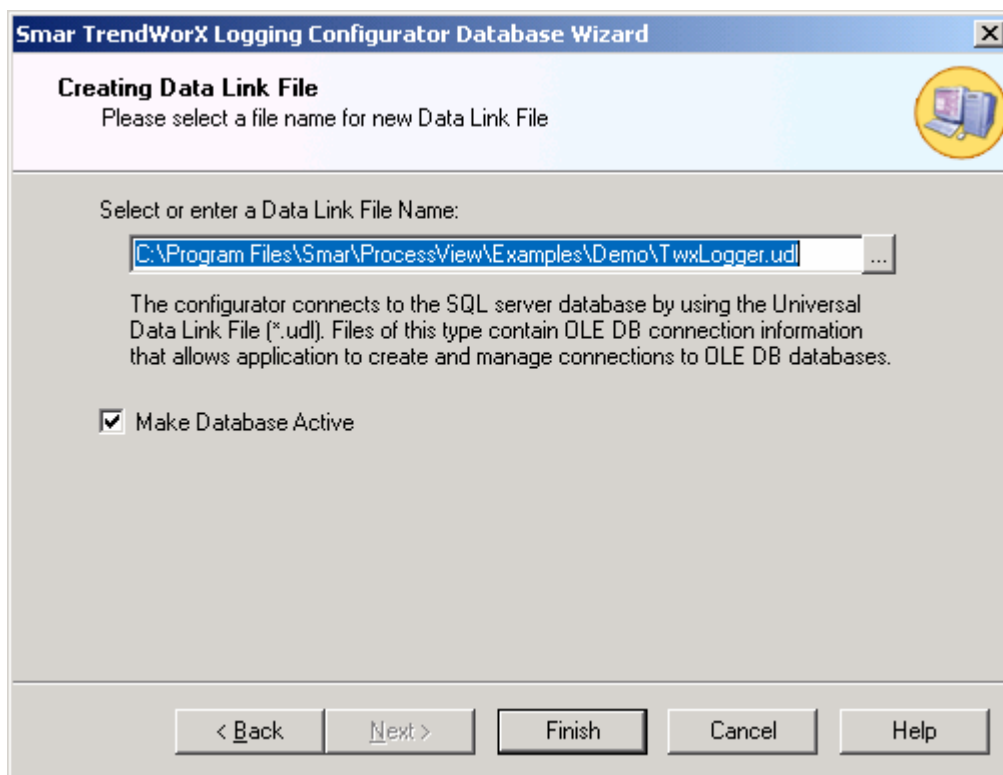 Smar TrendWorX Logging Configurator Database Wizard
Creating Data Link File
Please select a file name for new Data Link File
Select or enter a Data Link File Name:
C:\Program Files\Smar\ProcessView\Examples\Demo\TwxLogger.udl
...
The configurator connects to the SQL server database by using the Universal
Data Link File (*.udl). Files of this type contain OLE DB connection information
that allows application to create and manage connections to OLE DB databases.
Make Database Active
< Back Next > Finish Cancel Help